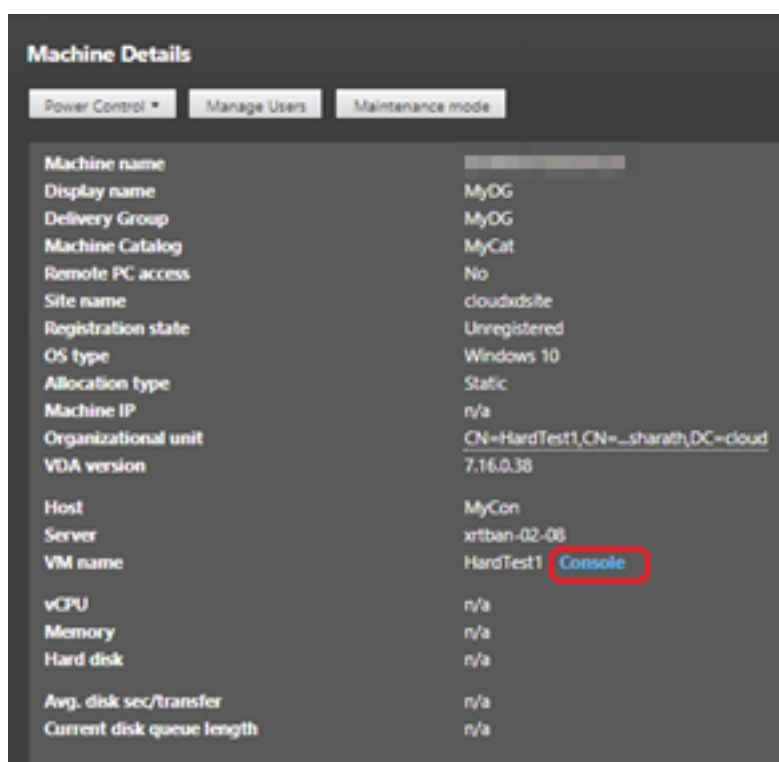 Machine Details
Power Control Manage Users Maintenance mode
Machine name
Display name MyDG
Delivery Group MyDG
Machine Catalog MyCat
Remote PC access No
Site name cloudxdsite
Registration state Unregistered
OS type Windows 10
Allocation type Static
Machine IP n/a
Organizational unit CN=HardTest1,CN=...sharath,DC=cloud
VDA version 7.16.0.38
Host MyCon
Server xrtban-02-08
VM name HardTest1 Console
vCPU n/a
Memory n/a
Hard disk n/a
Avg. disk sec/transfer n/a
Current disk queue length n/a